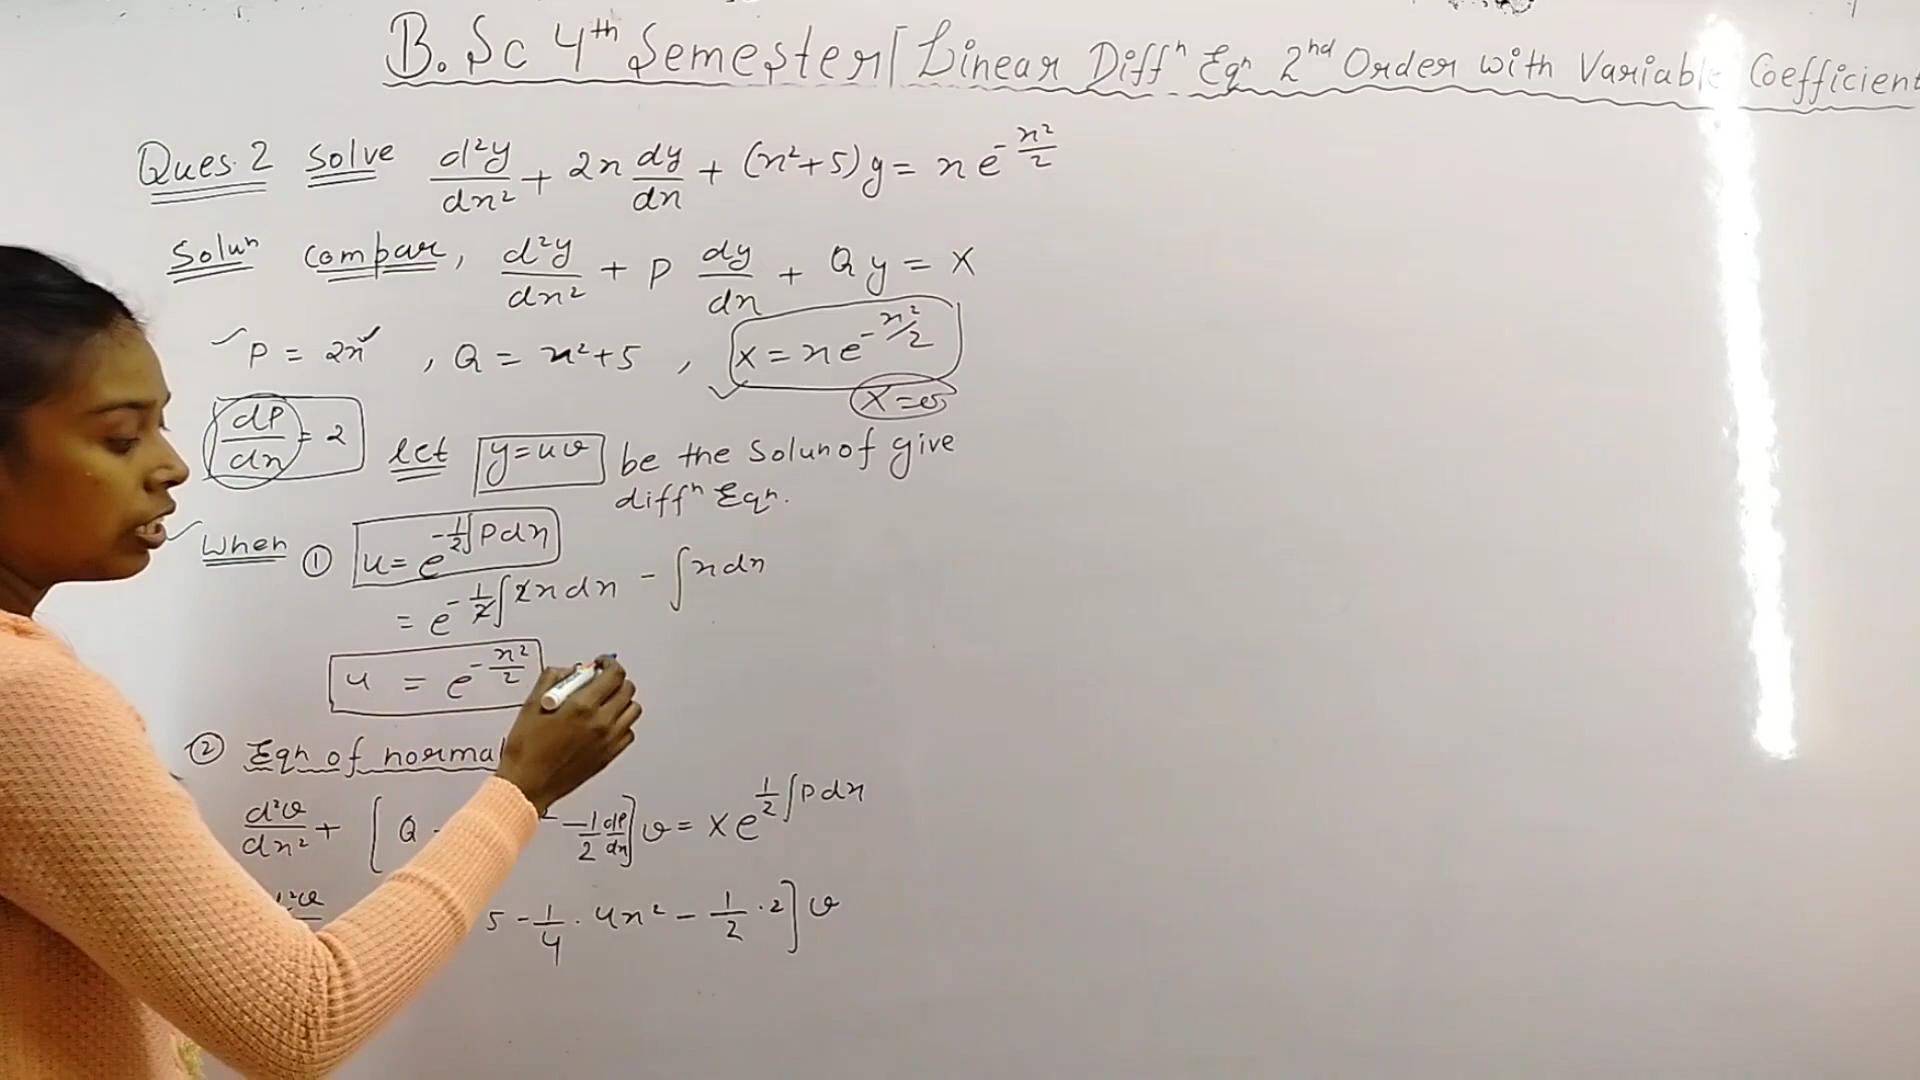 B.Sc 4th Semester | Linear Diffn Eqn 2nd Order with Variable Coefficient
Ques.2 Solve d²y/dx² + 2x dy/dx + (x²+5)y = x e^(-x²/2)
Solun compar, d²y/dx² + P dy/dx + Qy = X
P = 2x, Q = x²+5, X = xe^(-x²/2)
X=0
dP/dx = 2 let y=uv be the Solun of give
diffn Eqn.
When ① u = e^(-1/2 ∫Pdx)
= e^(-1/2 ∫2xdx) - ∫xdx
u = e^(-x²/2)
② Eqn of normal
d²v/dx² + [Q - ² - 1/2 dP/dx] v = X e^(1/2 ∫Pdx)
5 - 1/4 · 4x² - 1/2 · 2] v